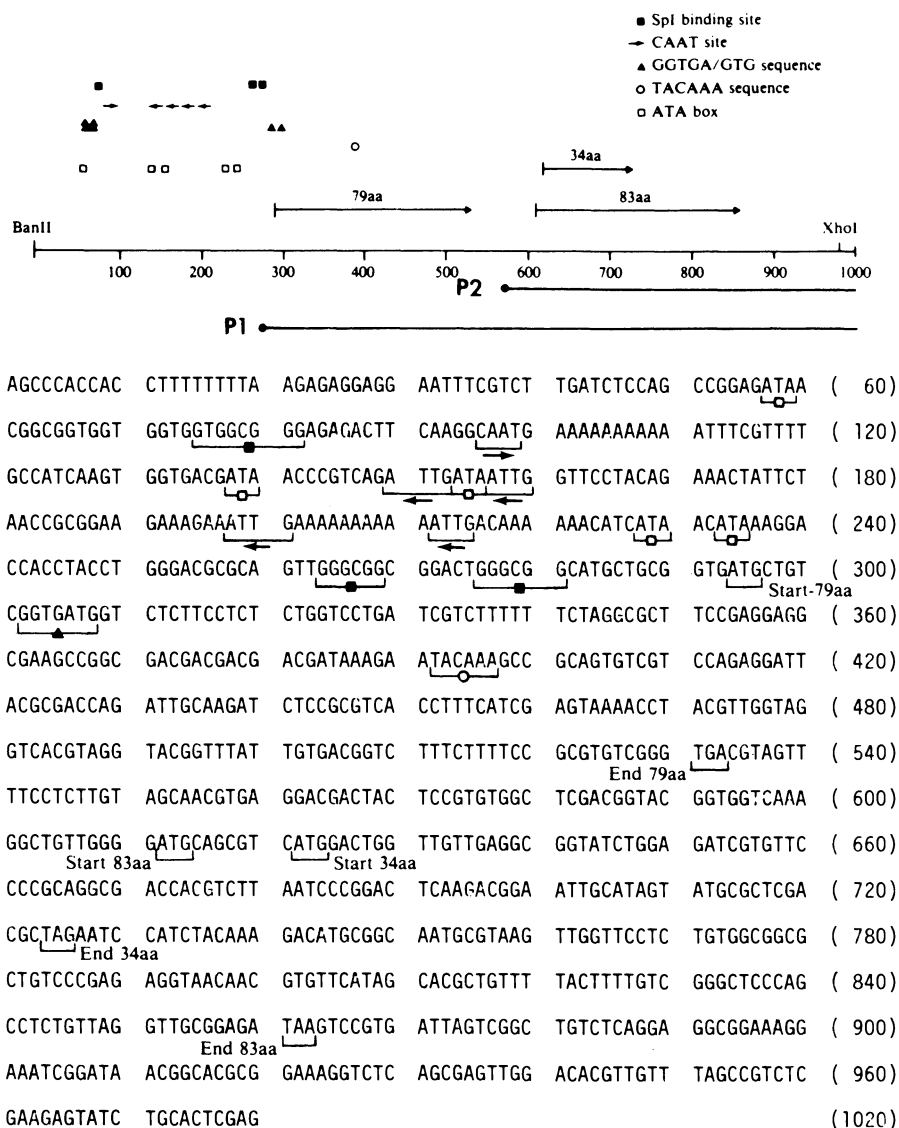 SpI binding site
CAAT site
GGTGA/GTG sequence
TACAAA sequence
ATA box
34aa
79aa
83aa
BanII
XhoI
100 200 300 400 500 600 700 800 900 1000
P2
P1
AGCCCACCAC CTTTTTTTTA AGAGAGGAGG AATTTCGTCT TGATCTCCAG CCGGAGATAA ( 60)
CGGCGGTGGT GGTGGTGGCG GGAGAGACTT CAAGGCAATG AAAAAAAAAA ATTTCGTTTT ( 120)
GCCATCAAGT GGTGACGATA ACCCGTCAGA TTGATAATTG GTTCCTACAG AAACTATTCT ( 180)
AACCGCGGAA GAAAGAAATT GAAAAAAAAA AATTGACAAA AAACATCATA ACATAAAGGA ( 240)
CCACCTACCT GGGACGCGCA GTTGGGCGGC GGACTGGGCG GCATGCTGCG GTGATGCTGT ( 300)
Start-79aa
CGGTGATGGT CTCTTCCTCT CTGGTCCTGA TCGTCTTTTT TCTAGGCGCT TCCGAGGAGG ( 360)
CGAAGCCGGC GACGACGACG ACGATAAAGA ATACAAAGCC GCAGTGTCGT CCAGAGGATT ( 420)
ACGCGACCAG ATTGCAAGAT CTCCGCGTCA CCTTTCATCG AGTAAAACCT ACGTTGGTAG ( 480)
GTCACGTAGG TACGGTTTAT TGTGACGGTC TTTCTTTTCC GCGTGTCGGG TGACGTAGTT ( 540)
End 79aa
TTCCTCTTGT AGCAACGTGA GGACGACTAC TCCGTGTGGC TCGACGGTAC GGTGGTCAAA ( 600)
GGCTGTTGGG GATGCAGCGT CATGGACTGG TTGTTGAGGC GGTATCTGGA GATCGTGTTC ( 660)
Start 83aa Start 34aa
CCCGCAGGCG ACCACGTCTT AATCCCGGAC TCAAGACGGA ATTGCATAGT ATGCGCTCGA ( 720)
CGCTAGAATC CATCTACAAA GACATGCGGC AATGCGTAAG TTGGTTCCTC TGTGGCGGCG ( 780)
End 34aa
CTGTCCCGAG AGGTAACAAC GTGTTCATAG CACGCTGTTT TACTTTTGTC GGGCTCCCAG ( 840)
CCTCTGTTAG GTTGCGGAGA TAAGTCCGTG ATTAGTCGGC TGTCTCAGGA GGCGGAAAGG ( 900)
End 83aa
AAATCGGATA ACGGCACGCG GAAAGGTCTC AGCGAGTTGG ACACGTTGTT TAGCCGTCTC ( 960)
GAAGAGTATC TGCACTCGAG (1020)